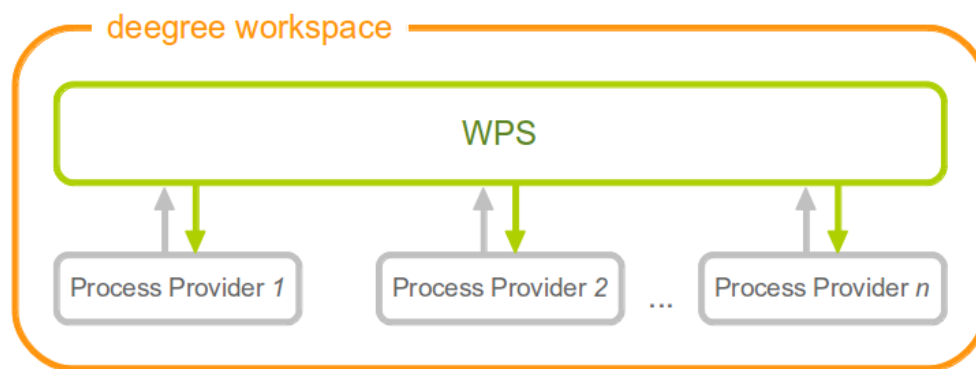 deegree workspace
WPS
Process Provider 1
Process Provider 2
...
Process Provider n